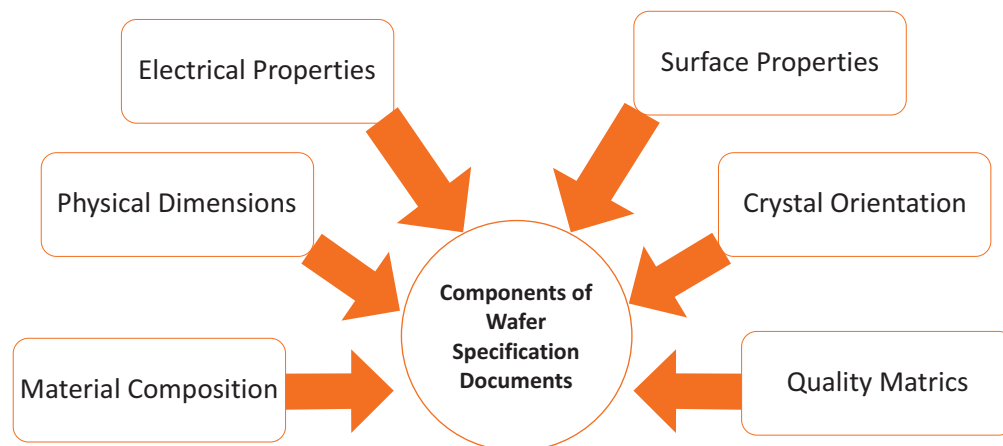 Electrical Properties
Surface Properties
Physical Dimensions
Crystal Orientation
Components of
Wafer
Specification
Documents
Material Composition
Quality Matrics